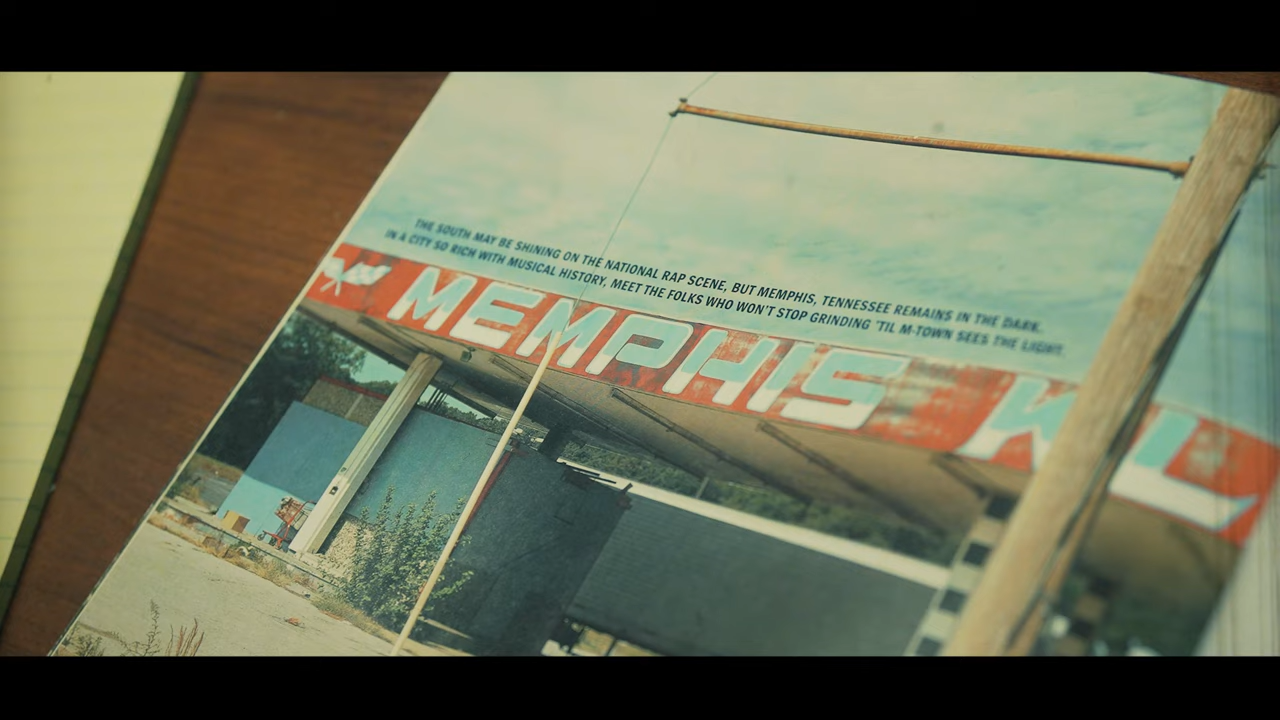 THE SOUTH MAY BE SHINING ON THE NATIONAL RAP SCENE, BUT MEMPHIS, TENNESSEE REMAINS IN THE DARK.
IN A CITY SO RICH WITH MUSICAL HISTORY, MEET THE FOLKS WHO WON'T STOP GRINDING 'TIL M-TOWN SEES THE LIGHT.
MEMPHIS